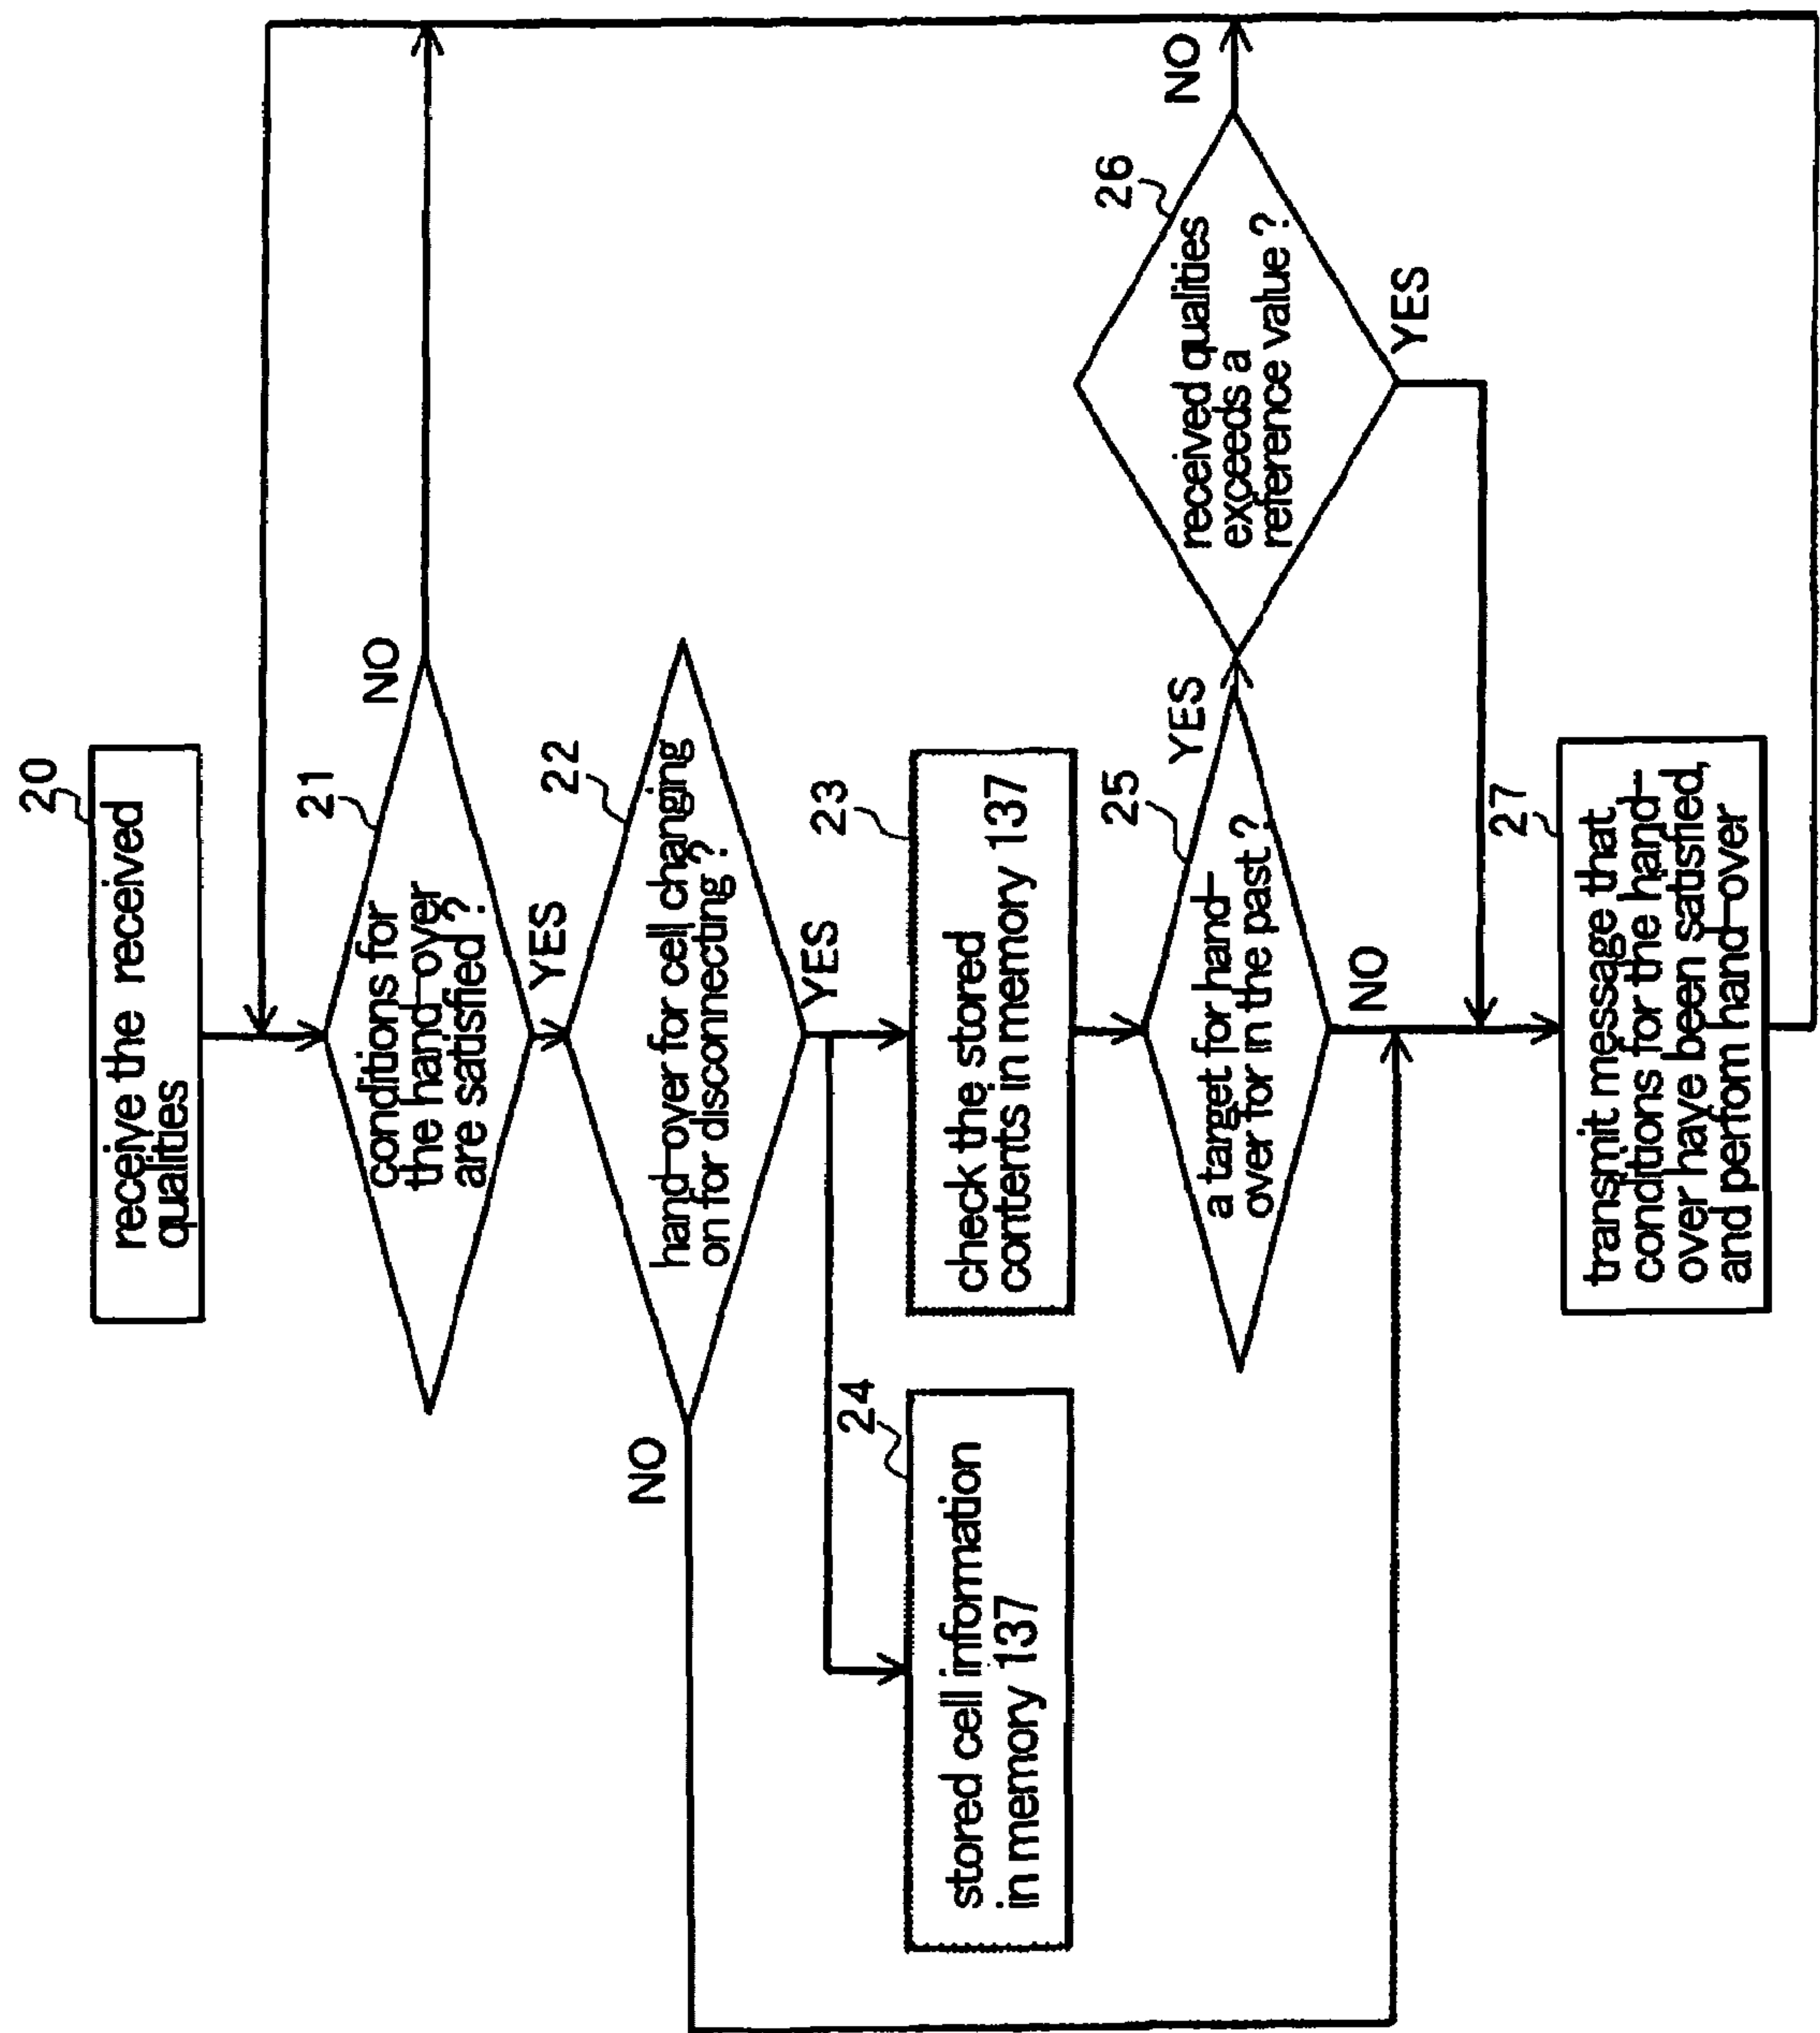 20
receive the received
qualities
21
conditions for
the hand-over
are satisfied ?
NO
YES
22
hand-over for cell changing
on for disconnecting ?
NO
YES
23
check the stored
contents in memory 137
24
stored cell information
in memory 137
25
a target for hand-
over for in the past ?
YES
NO
26
received qualities
exceeds a
reference value ?
NO
YES
27
transmit message that
conditions for the hand-
over have been satisfied,
and perfom hand-over